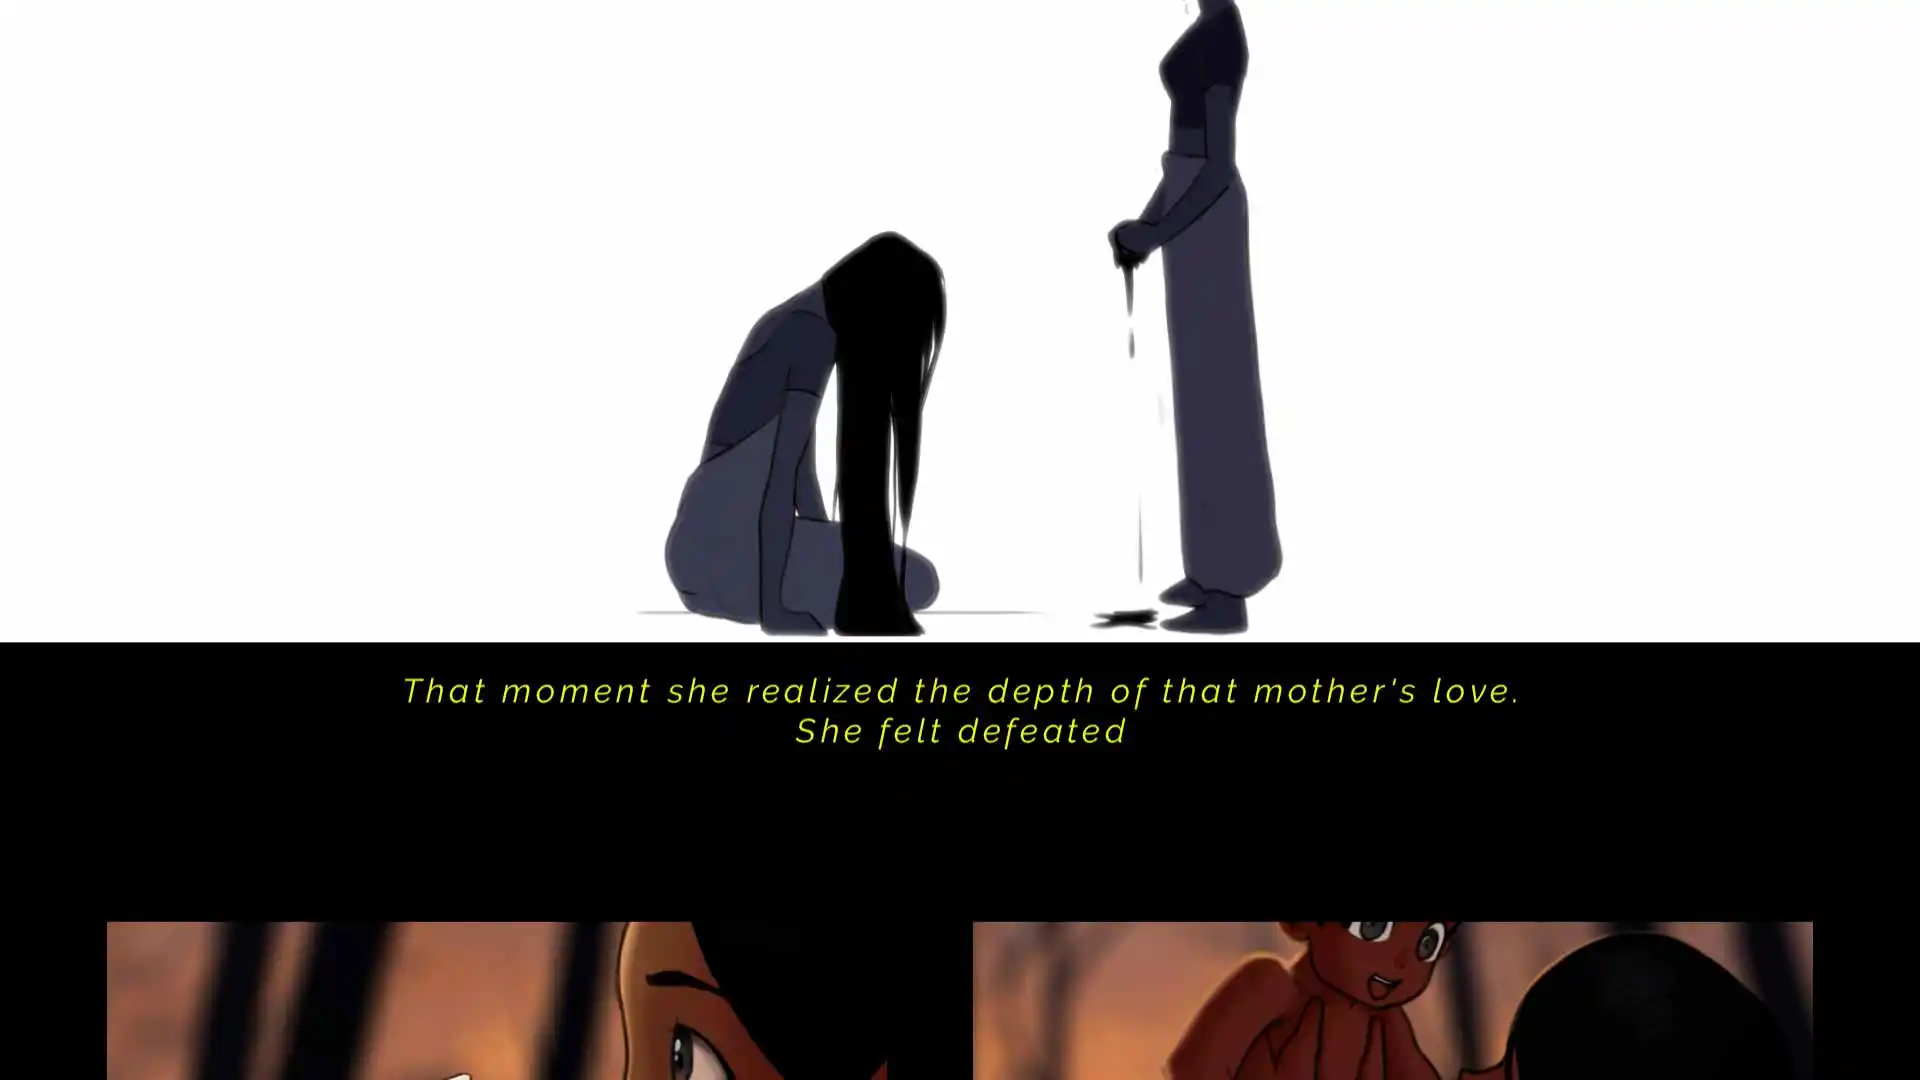 That moment she realized the depth of that mother's love.
She felt defeated